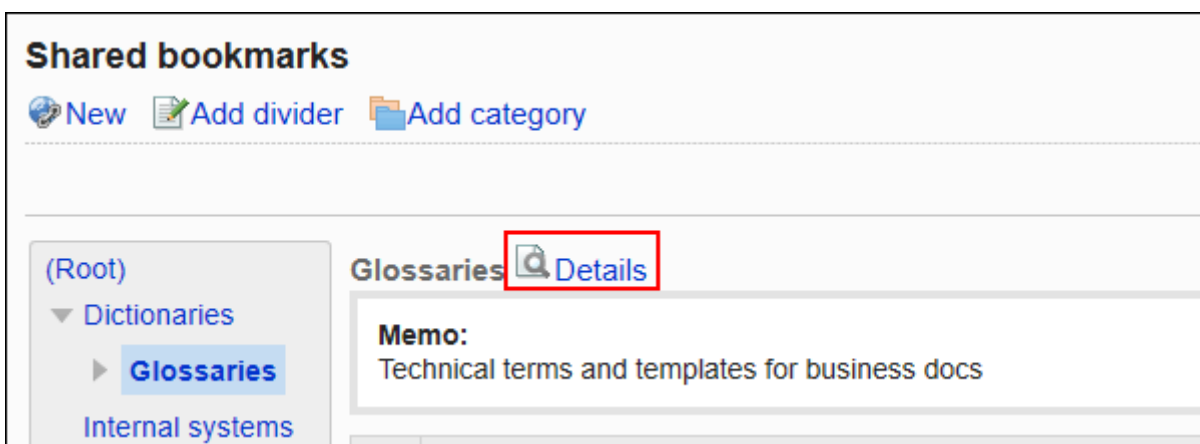 Shared bookmarks
New Add divider Add category
(Root)
Dictionaries
Glossaries
Internal systems
Glossaries Details
Memo:
Technical terms and templates for business docs